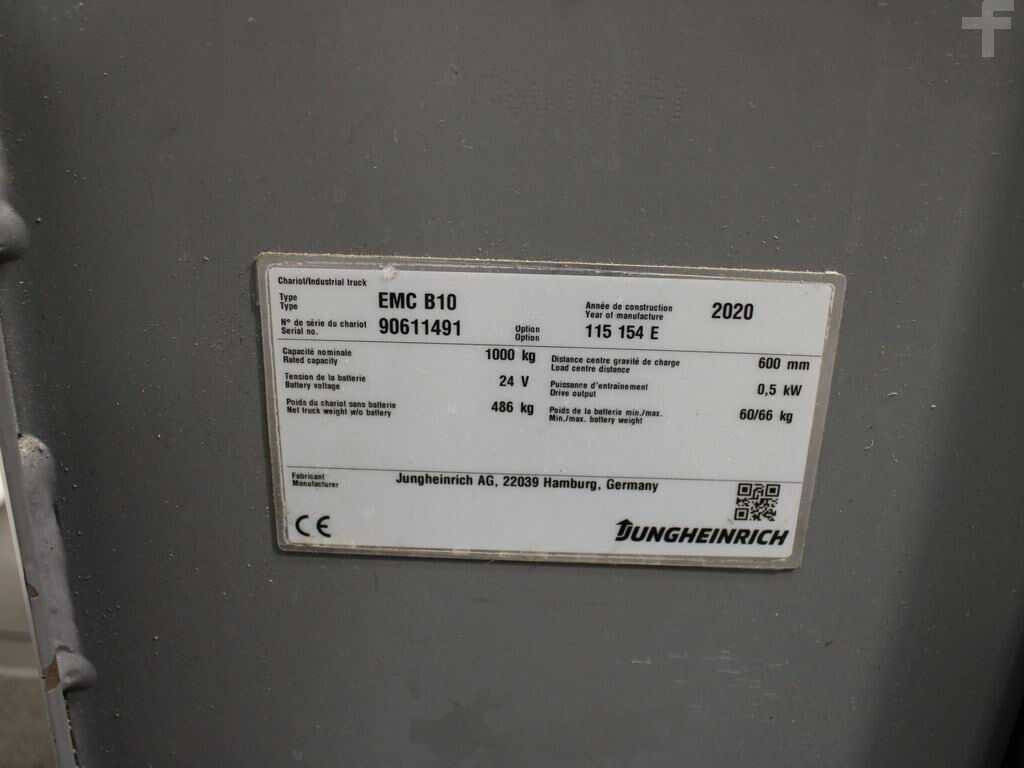 Chariot/Industrial truck
Type EMC B10 Année de construction 2020
Type Year of manufacture
N° de série du chariot 90611491 Option 115 154 E
Serial no. Option
Capacité nominale 1000 kg Distance centre gravité de charge 600 mm
Rated capacity Load centre distance
Tension de la batterie 24 V Puissance d'entraînement 0,5 kW
Battery voltage Drive output
Poids du chariot sans batterie 486 kg Poids de la batterie min./max. 60/66 kg
Net truck weight w/o battery Min./max. battery weight
Fabricant Jungheinrich AG, 22039 Hamburg, Germany
Manufacturer
CE JUNGHEINRICH
f